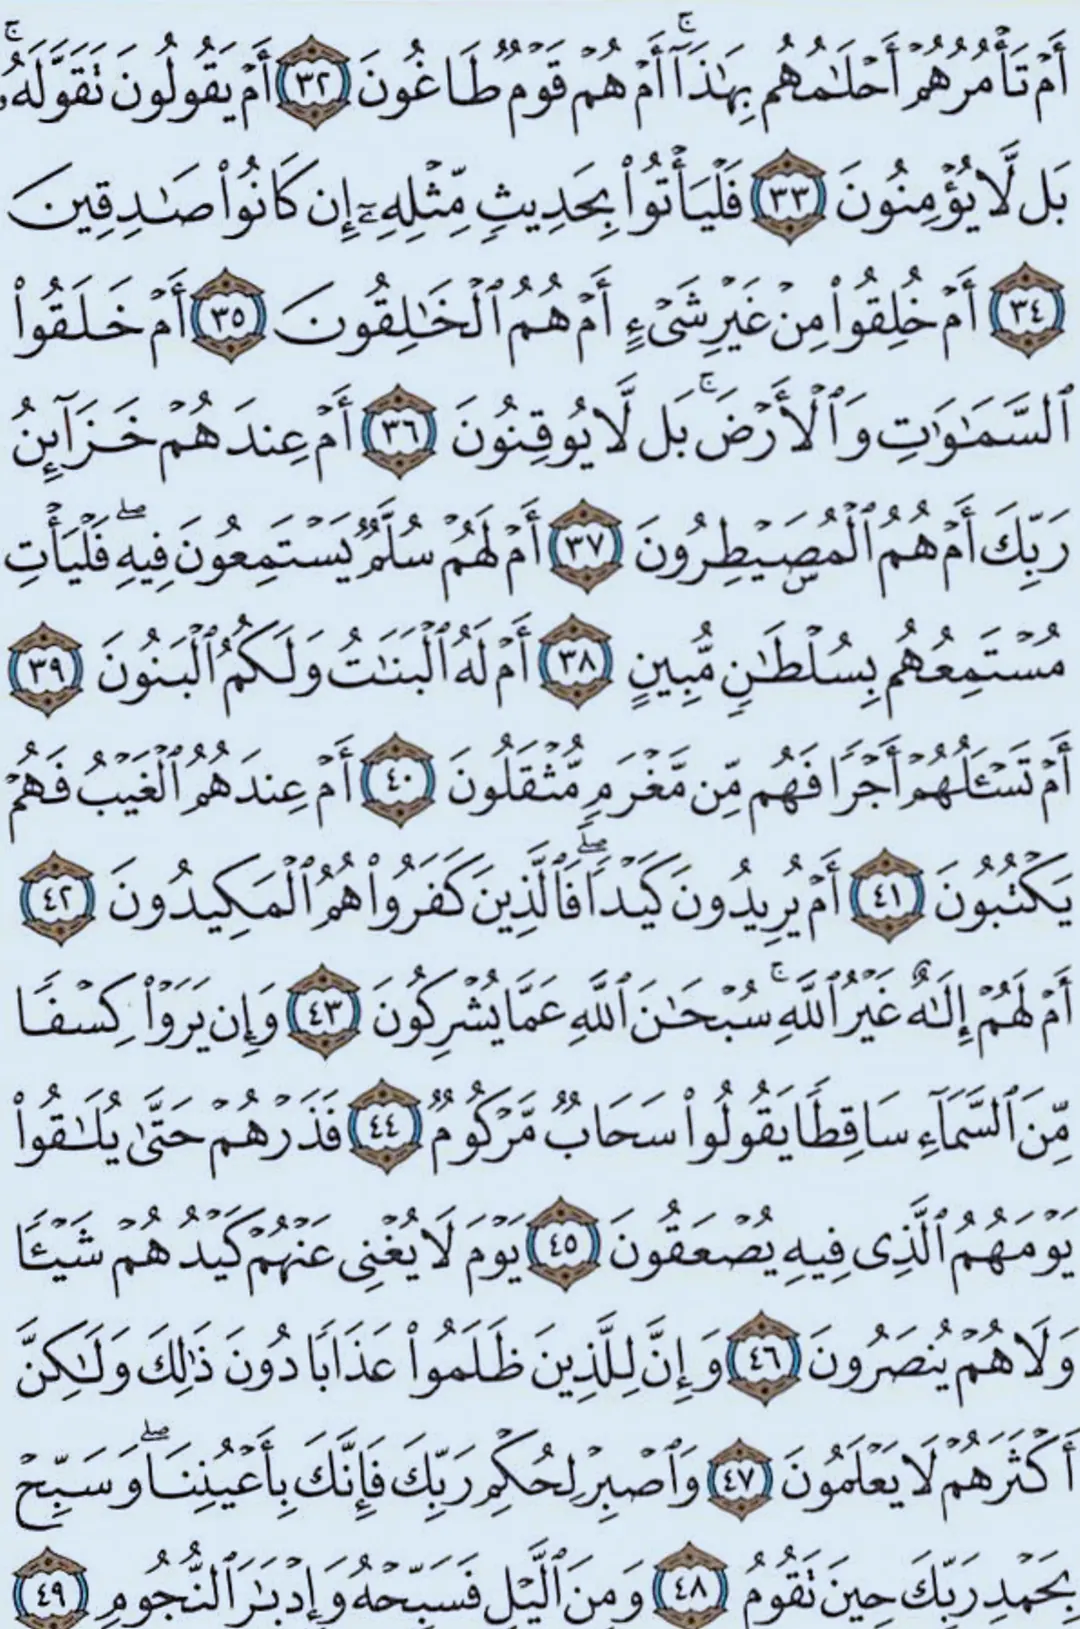 أَمْ تَأْمُرُهُمْ أَحْلَٰمُهُم بِهَٰذَآ ۚ أَمْ هُمْ قَوْمٌ طَاغُونَ ٣٢ أَمْ يَقُولُونَ تَقَوَّلَهُۥ ۚ
بَل لَّا يُؤْمِنُونَ ٣٣ فَلْيَأْتُوا۟ بِحَدِيثٍ مِّثْلِهِۦٓ إِن كَانُوا۟ صَٰدِقِينَ
٣٤ أَمْ خُلِقُوا۟ مِنْ غَيْرِ شَىْءٍ أَمْ هُمُ ٱلْخَٰلِقُونَ ٣٥ أَمْ خَلَقُوا۟
ٱلسَّمَٰوَٰتِ وَٱلْأَرْضَ ۚ بَل لَّا يُوقِنُونَ ٣٦ أَمْ عِندَهُمْ خَزَآئِنُ
رَبِّكَ أَمْ هُمُ ٱلْمُصَۣيْطِرُونَ ٣٧ أَمْ لَهُمْ سُلَّمٌ يَسْتَمِعُونَ فِيهِ ۖ فَلْيَأْتِ
مُسْتَمِعُهُم بِسُلْطَٰنٍ مُّبِينٍ ٣٨ أَمْ لَهُ ٱلْبَنَٰتُ وَلَكُمُ ٱلْبَنُونَ ٣٩
أَمْ تَسْـَٔلُهُمْ أَجْرًا فَهُم مِّن مَّغْرَمٍ مُّثْقَلُونَ ٤٠ أَمْ عِندَهُمُ ٱلْغَيْبُ فَهُمْ
يَكْتُبُونَ ٤١ أَمْ يُرِيدُونَ كَيْدًا ۖ فَٱلَّذِينَ كَفَرُوا۟ هُمُ ٱلْمَكِيدُونَ ٤٢
أَمْ لَهُمْ إِلَٰهٌ غَيْرُ ٱللَّهِ ۚ سُبْحَٰنَ ٱللَّهِ عَمَّا يُشْرِكُونَ ٤٣ وَإِن يَرَوْا۟ كِسْفًا
مِّنَ ٱلسَّمَآءِ سَاقِطًا يَقُولُوا۟ سَحَابٌ مَّرْكُومٌ ٤٤ فَذَرْهُمْ حَتَّىٰ يُلَٰقُوا۟
يَوْمَهُمُ ٱلَّذِى فِيهِ يُصْعَقُونَ ٤٥ يَوْمَ لَا يُغْنِى عَنْهُمْ كَيْدُهُمْ شَيْـًٔا
وَلَا هُمْ يُنصَرُونَ ٤٦ وَإِنَّ لِلَّذِينَ ظَلَمُوا۟ عَذَابًا دُونَ ذَٰلِكَ وَلَٰكِنَّ
أَكْثَرَهُمْ لَا يَعْلَمُونَ ٤٧ وَٱصْبِرْ لِحُكْمِ رَبِّكَ فَإِنَّكَ بِأَعْيُنِنَا ۖ وَسَبِّحْ
بِحَمْدِ رَبِّكَ حِينَ تَقُومُ ٤٨ وَمِنَ ٱلَّيْلِ فَسَبِّحْهُ وَإِدْبَٰرَ ٱلنُّجُومِ ٤٩